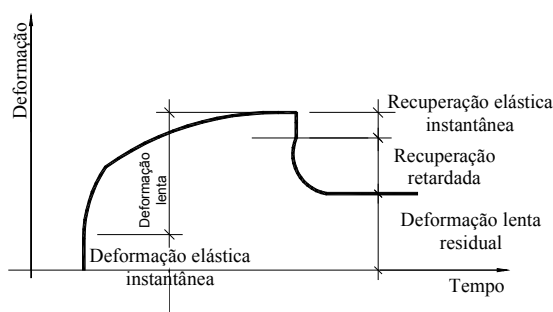 Deformação
Deformação
lenta
Deformação elástica
instantânea
Recuperação elástica
instantânea
Recuperação
retardada
Deformação lenta
residual
Tempo